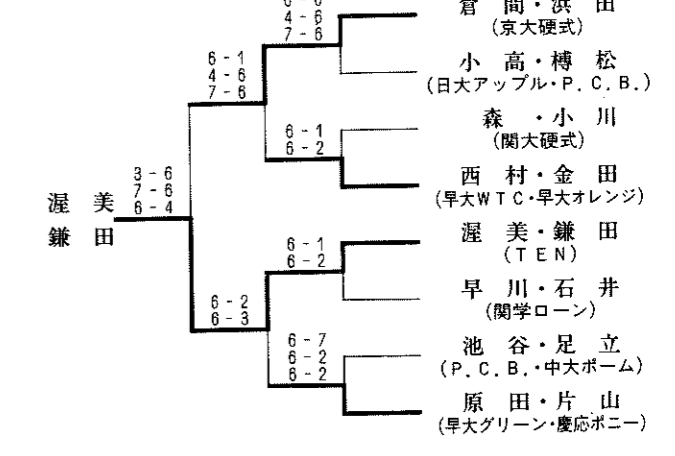 倉 間・浜 田
(京大硬式)
4-6
7-6
小 高・榑 松
(日大アップル・P.C.B.)
6-1
4-6
7-6
森 ・小 川
(関大硬式)
6-1
6-2
西 村・金 田
(早大WTC・早大オレンジ)
3-6
7-6
6-4
渥 美
鎌 田
渥 美・鎌 田
(TEN)
6-1
6-2
早 川・石 井
(関学ローン)
6-2
6-3
池 谷・足 立
(P.C.B.・中大ポーム)
6-7
6-2
6-2
原 田・片 山
(早大グリーン・慶応ポニー)